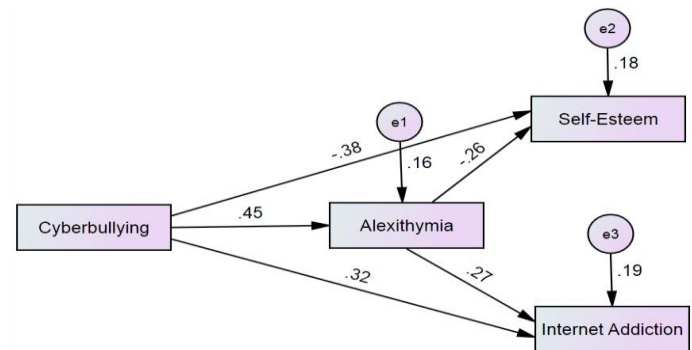 e2
.18
Self-Esteem
e1
-.38
.16
-.26
Cyberbullying
.45
Alexithymia
e3
.32
.27
.19
Internet Addiction